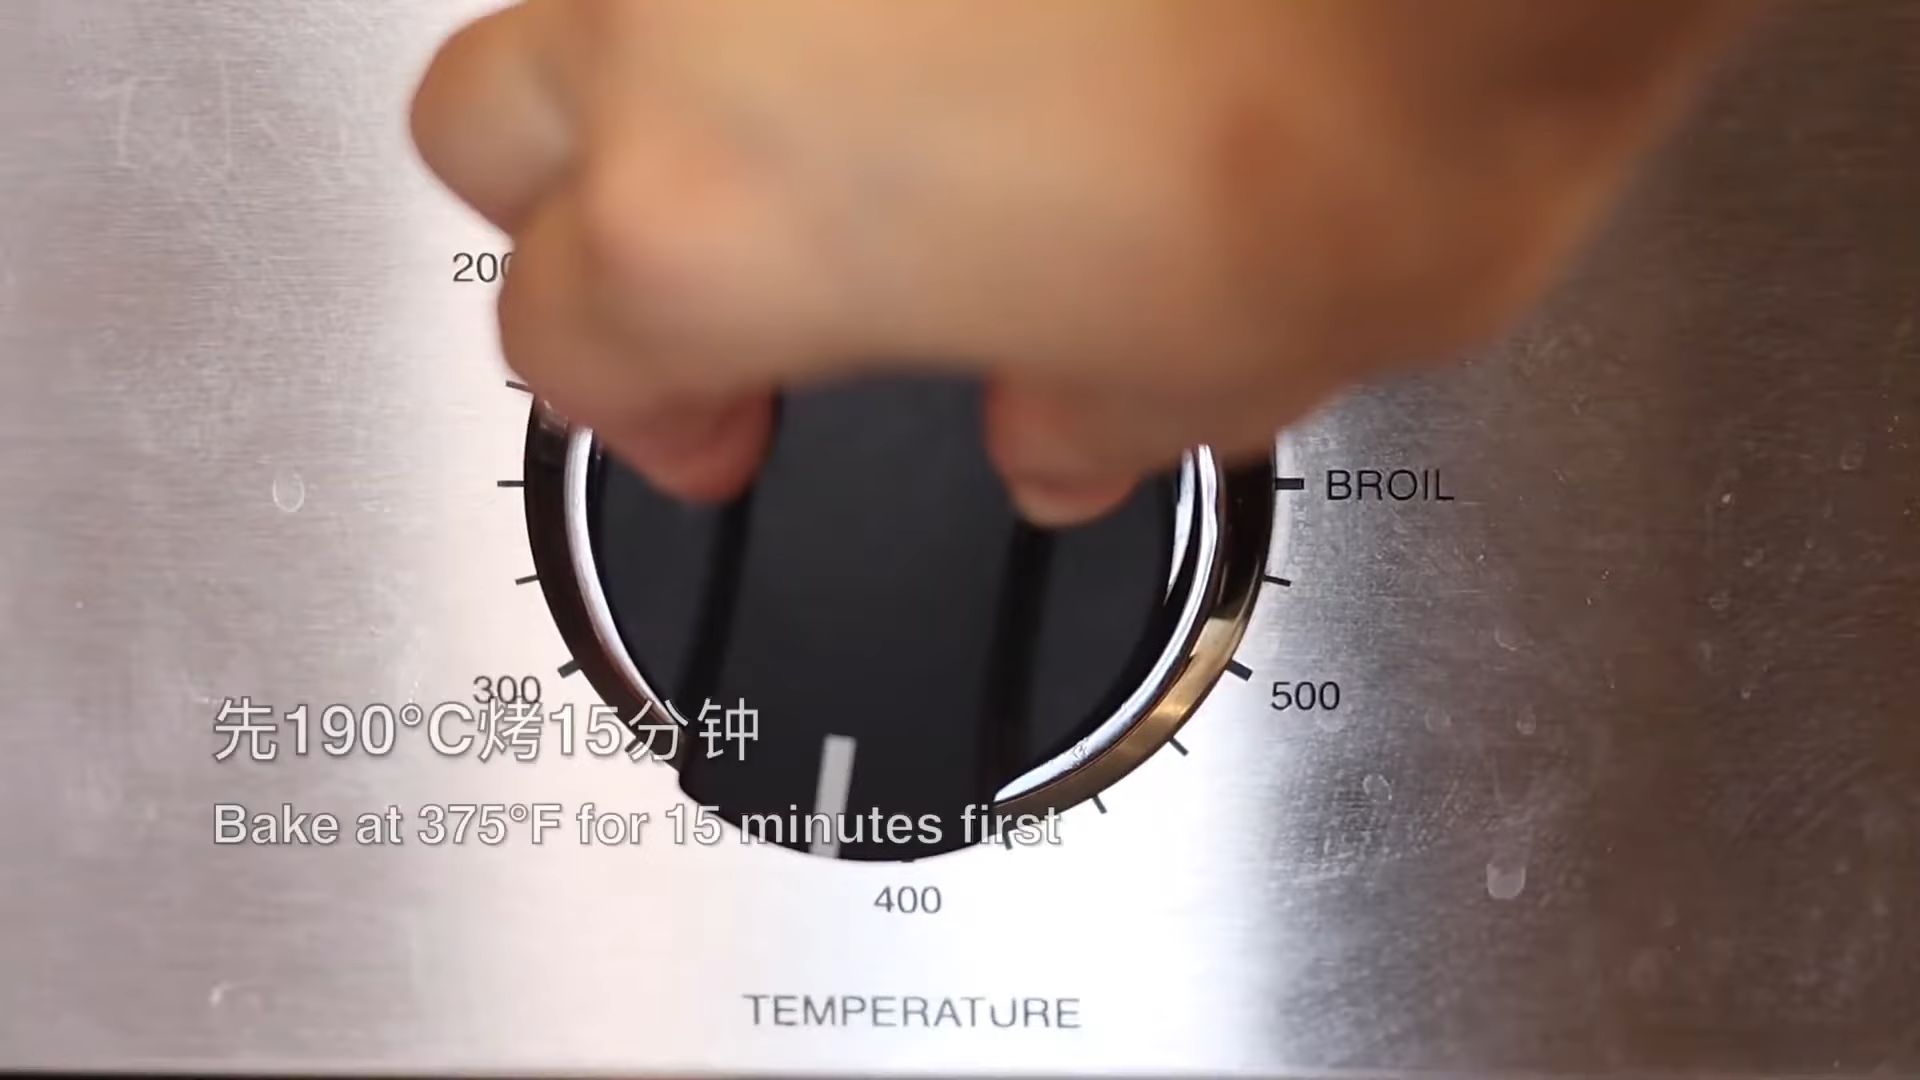 200
BROIL
300
500
先190°C烤15分钟
Bake at 375°F for 15 minutes first
400
TEMPERATURE